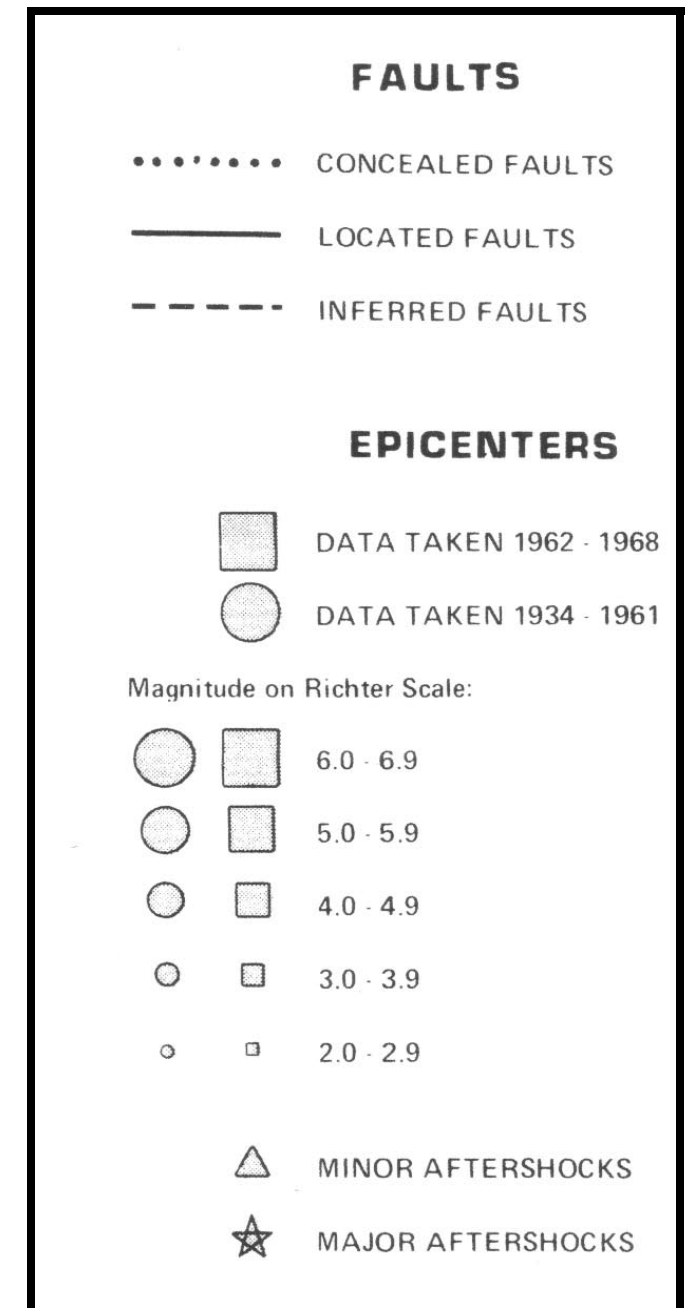 FAULTS
CONCEALED FAULTS
LOCATED FAULTS
INFERRED FAULTS
EPICENTERS
DATA TAKEN 1962 - 1968
DATA TAKEN 1934 - 1961
Magnitude on Richter Scale:
6.0 - 6.9
5.0 - 5.9
4.0 - 4.9
3.0 - 3.9
2.0 - 2.9
MINOR AFTERSHOCKS
MAJOR AFTERSHOCKS